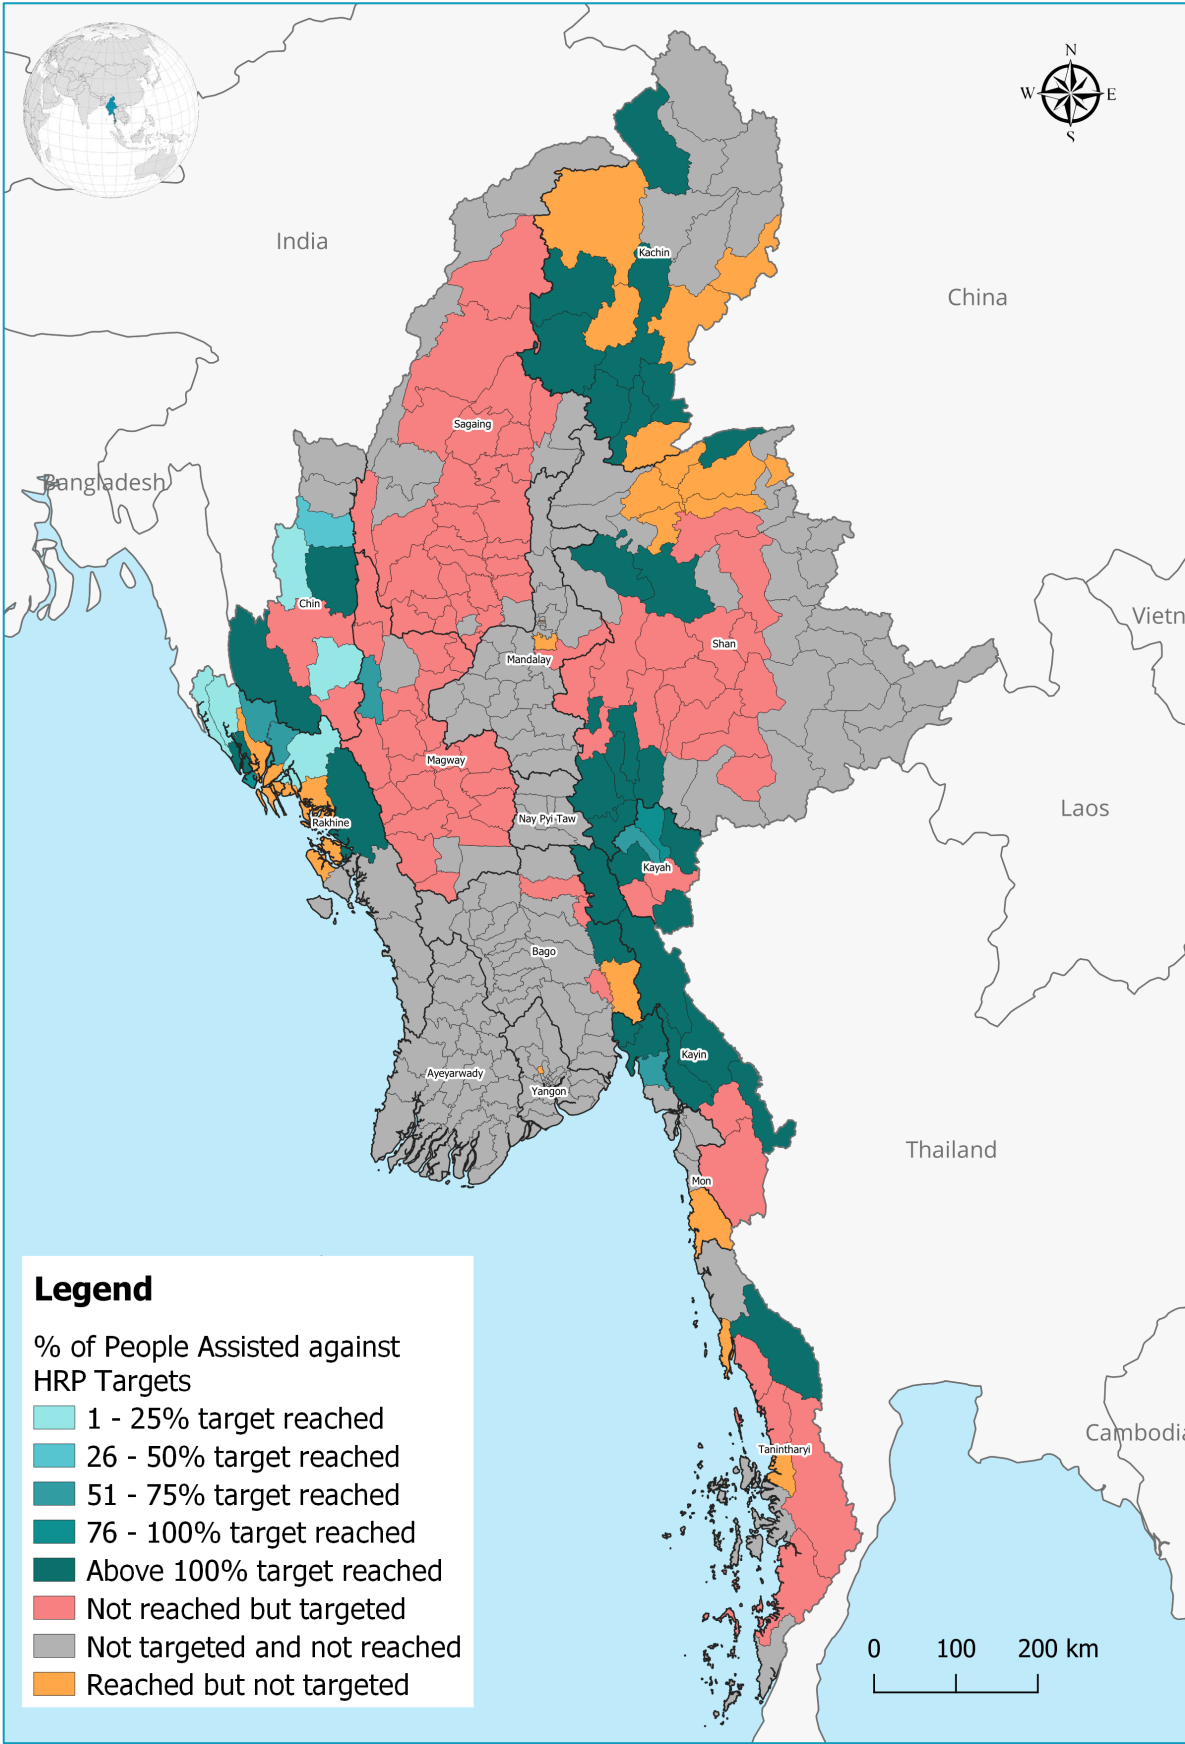 N
W
E
S
India
China
Kachin
Sagaing
Bangladesh
Chin
Shan
Mandalay
Vietn
Magway
Nay Pyi Taw
Rakhine
Laos
Kayah
Bago
Kayin
Ayeyarwady
Yangon
Thailand
Mon
Legend
% of People Assisted against
HRP Targets
1 - 25% target reached
26 - 50% target reached
51 - 75% target reached
76 - 100% target reached
Above 100% target reached
Not reached but targeted
Not targeted and not reached
Reached but not targeted
Cambodia
Tanintharyi
0 100 200 km